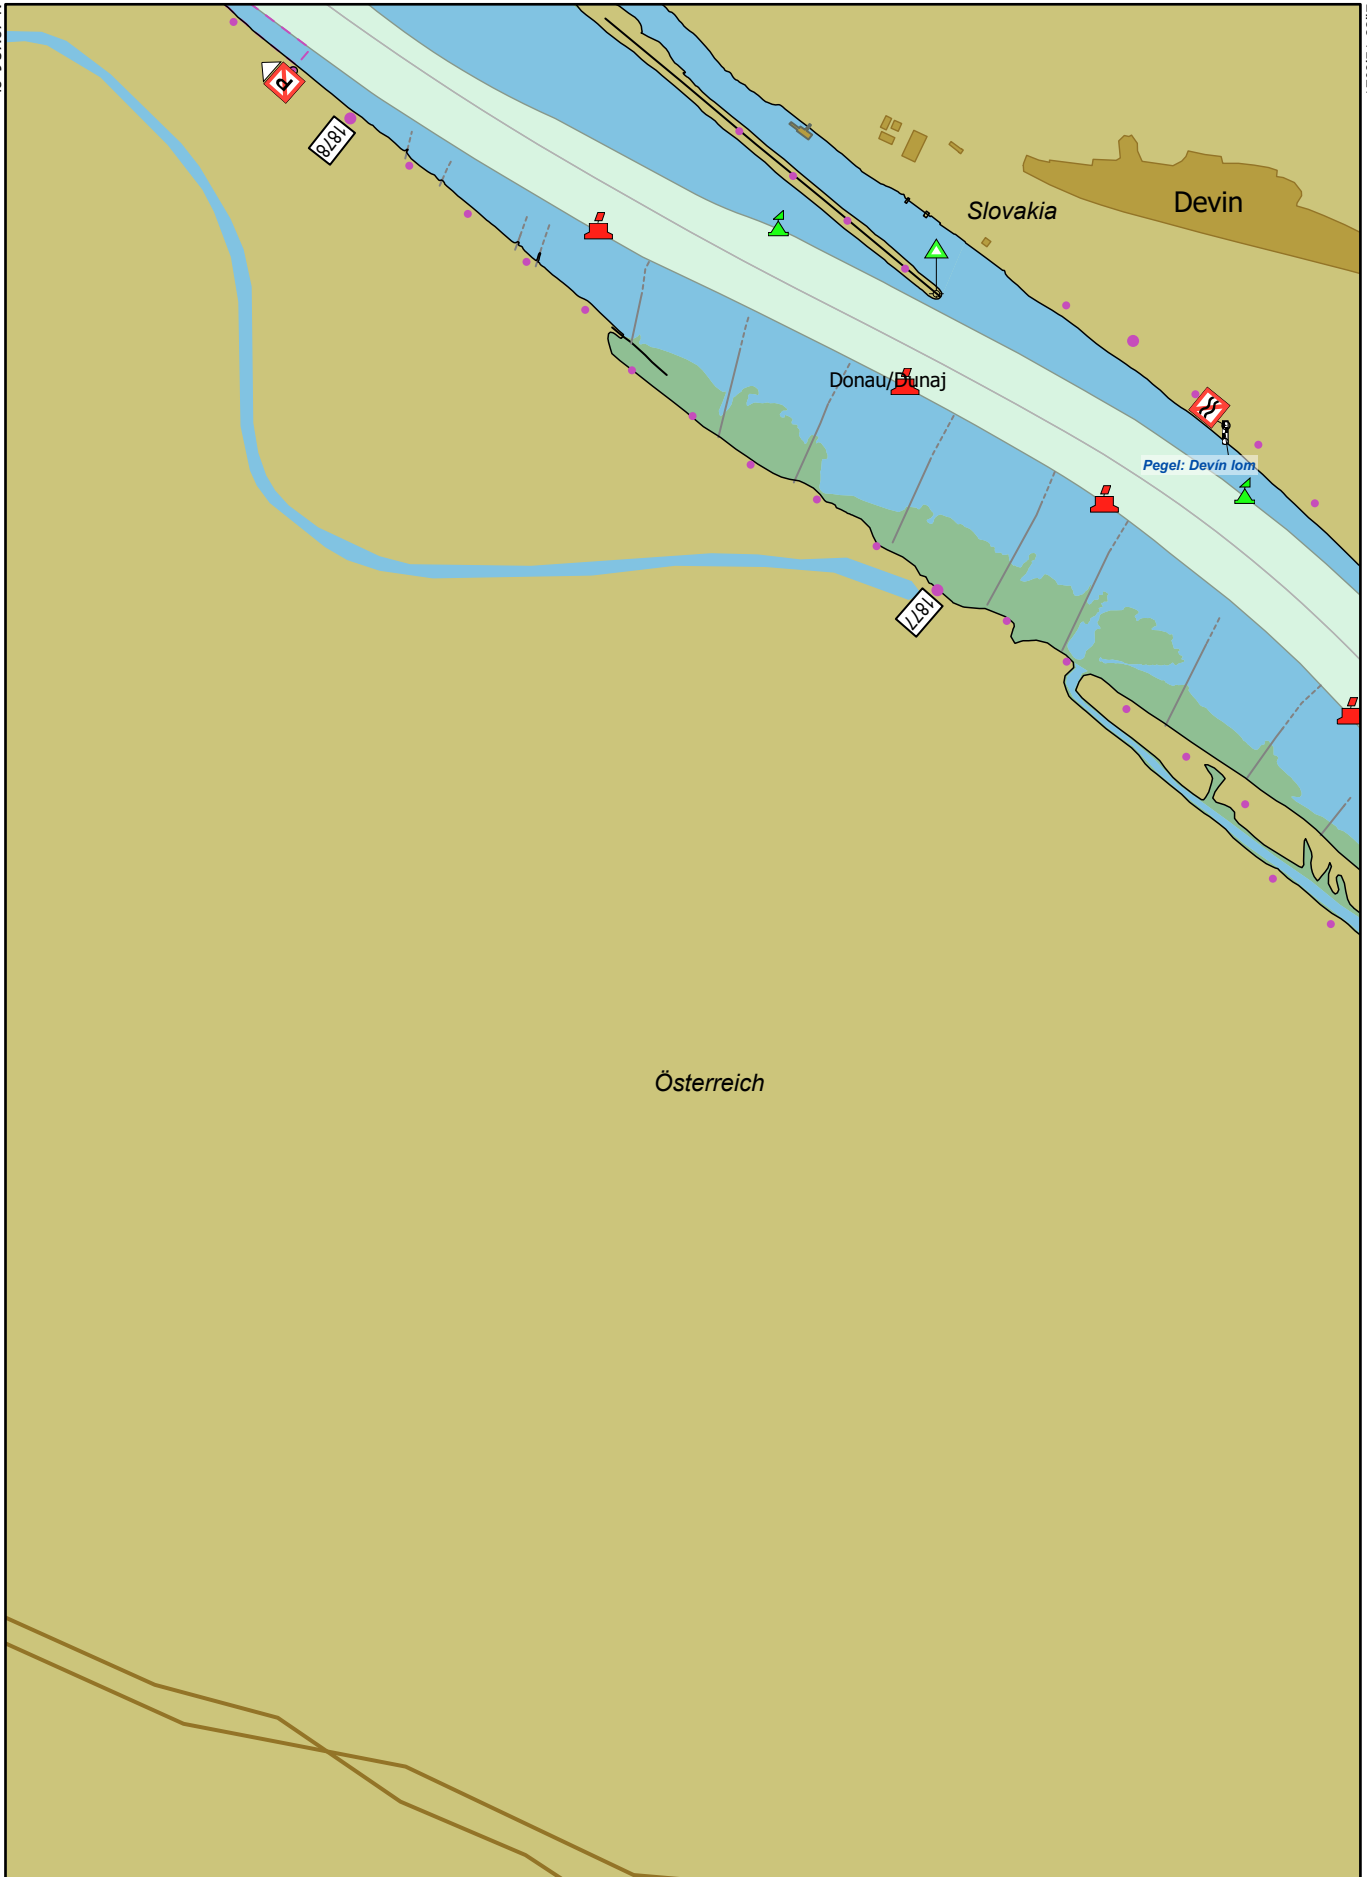 P
1878
Slovakia
Devin
Donau/Dunaj
Pegel: Devín lom
1877
Österreich